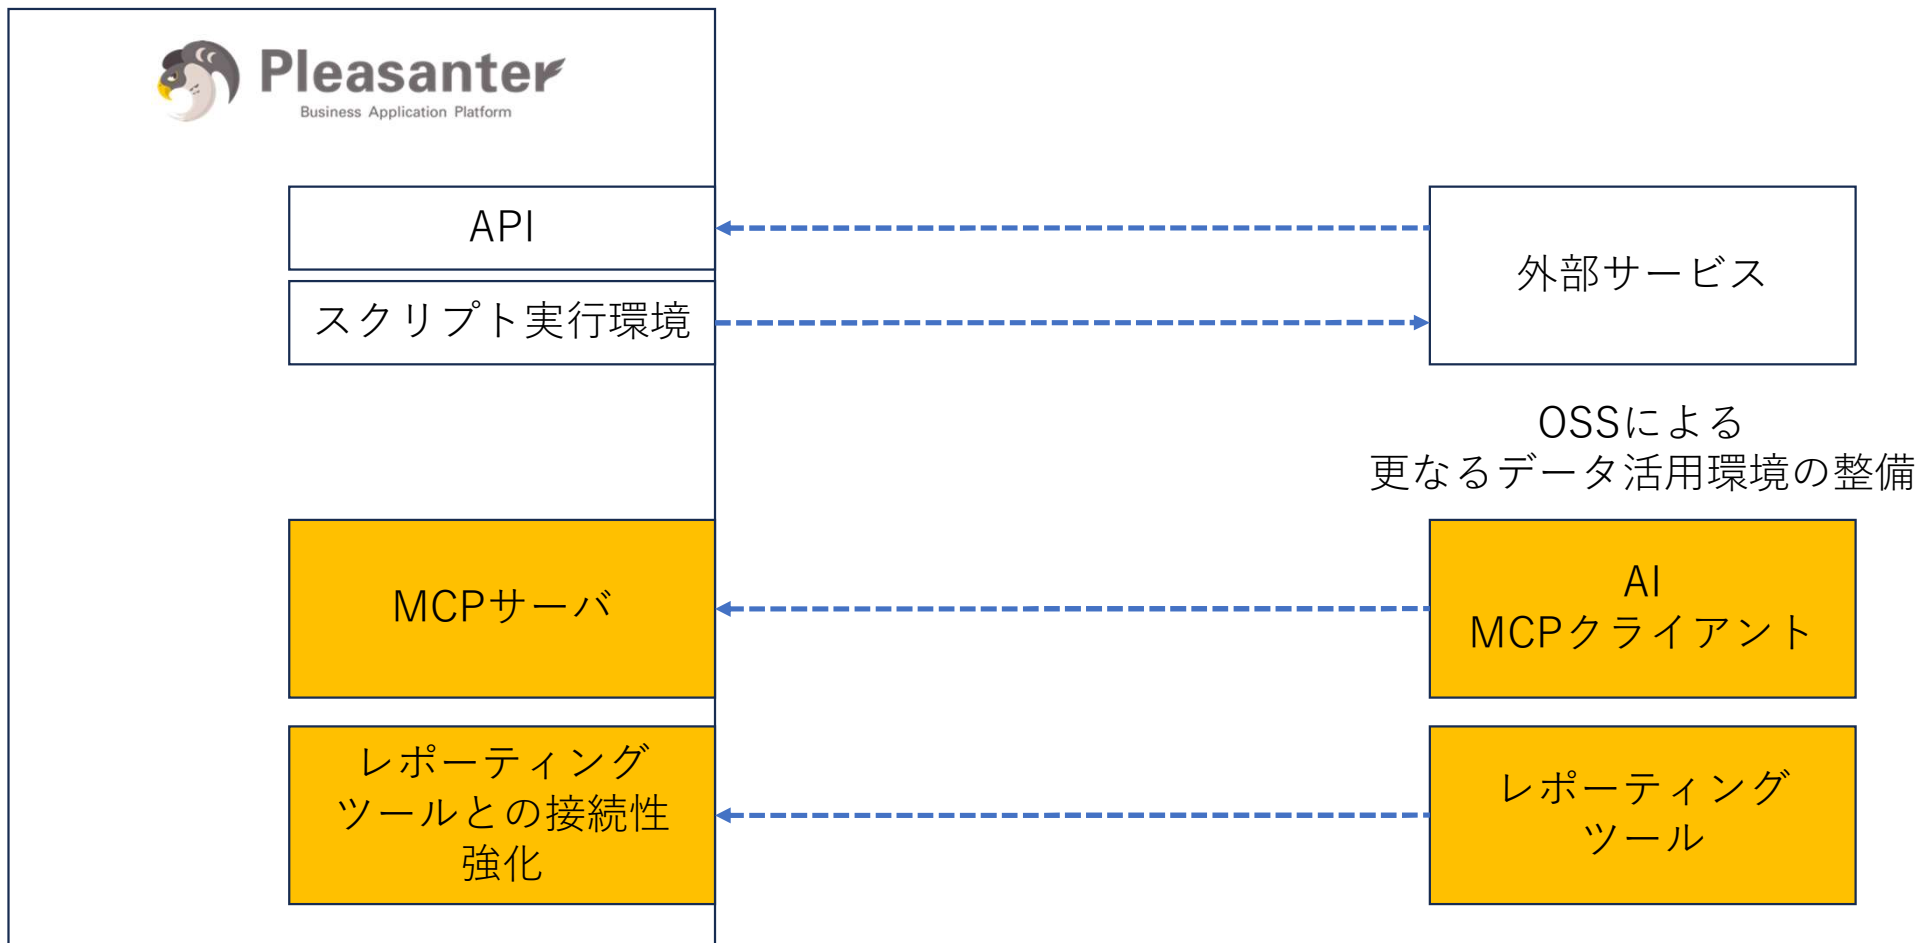 Pleasanter
Business Application Platform
API
スクリプト実行環境
外部サービス
OSSによる
更なるデータ活用環境の整備
MCPサーバ
AI
MCPクライアント
レポーティング
ツールとの接続性
強化
レポーティング
ツール